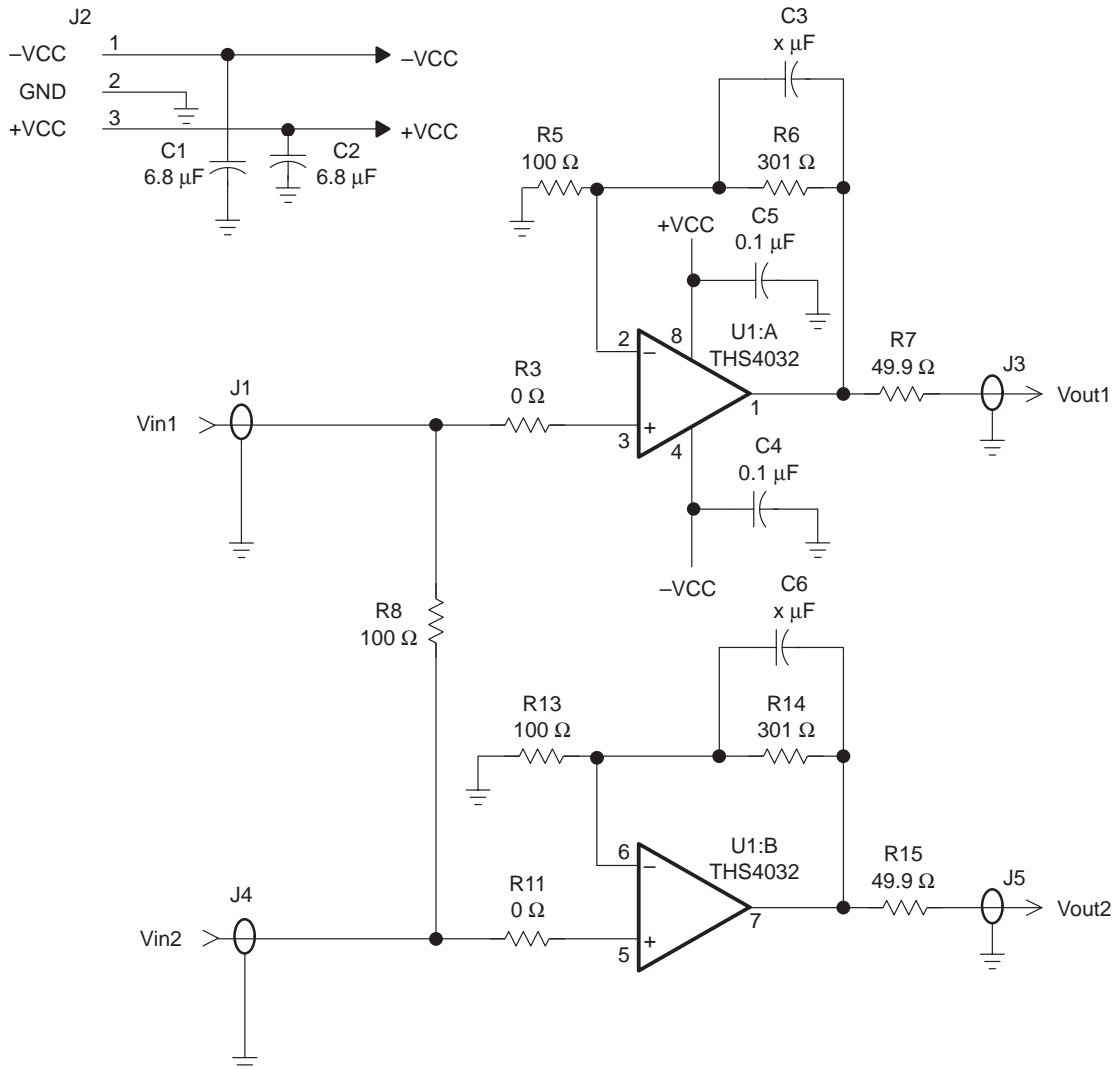 J2
–VCC
1
–VCC
GND
2
+VCC
3
+VCC
C1
6.8 µF
C2
6.8 µF
C3
x µF
R5
100 Ω
R6
301 Ω
C5
0.1 µF
+VCC
2
–
8
U1:A
THS4032
R7
49.9 Ω
J3
Vout1
J1
Vin1
R3
0 Ω
3
+
4
1
C4
0.1 µF
–VCC
R8
100 Ω
C6
x µF
R13
100 Ω
R14
301 Ω
6
–
U1:B
THS4032
R15
49.9 Ω
J5
Vout2
J4
Vin2
R11
0 Ω
5
+
7